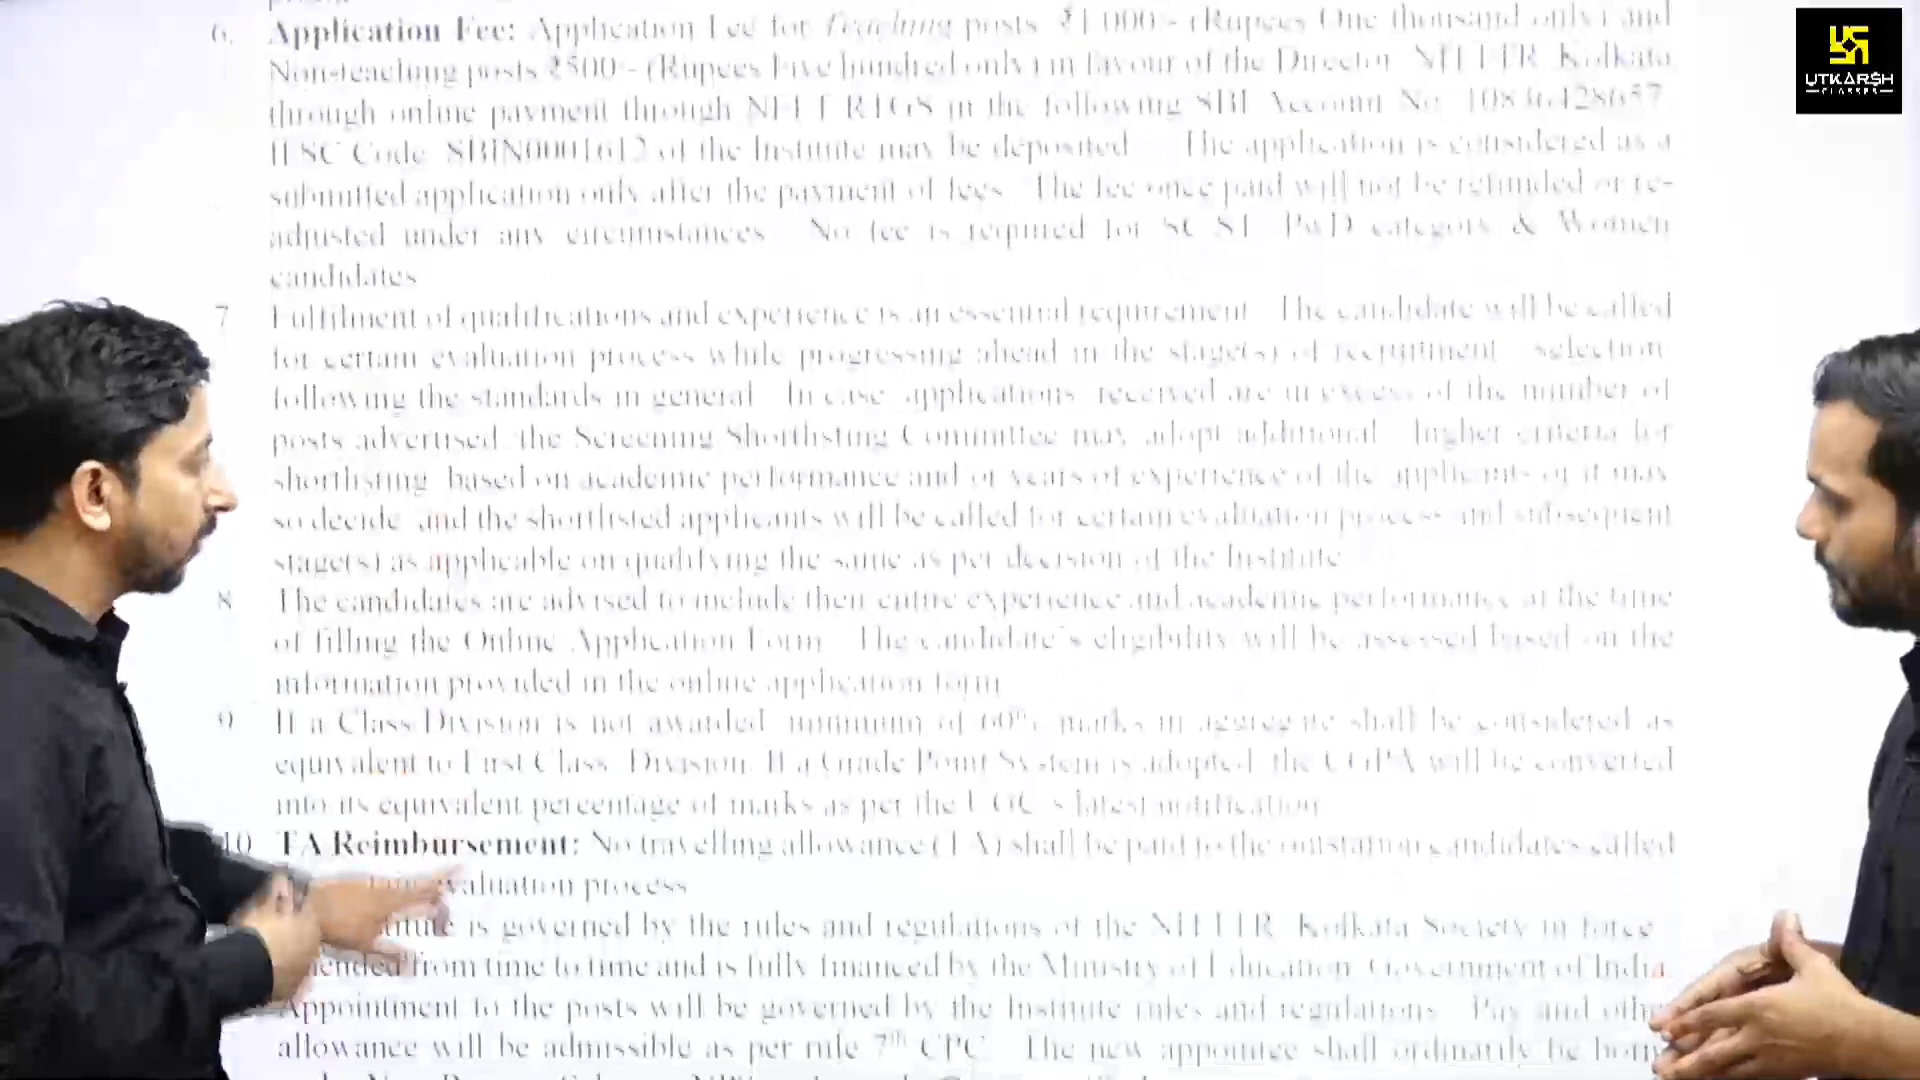 6. Application Fee: Application Fee for Teaching posts ₹1,000/- (Rupees One thousand only) and
Non-teaching posts ₹500/- (Rupees Five hundred only) in favour of the Director, NITTTR, Kolkata
through online payment through NEFT/RTGS in the following SBI Account No.
IFSC Code of the Institute may be deposited. The application is considered as a
submitted application only after the payment of fees. The fee once paid will not be refunded or re-
adjusted under any circumstances. No fee is required for SC/ST, PwD category & Women
candidates.
7. Fulfilment of qualifications and experience is an essential requirement. The candidate will be called
for certain evaluation process while progressing ahead in the stage(s) of recruitment / selection
following the standards in general. In case, applications received are in excess of the number of
posts advertised, the Screening/Shortlisting Committee may adopt additional / higher criteria for
shortlisting, based on academic performance and/or years of experience of the applicants or it may
so decide, and the shortlisted applicants will be called for certain evaluation process and subsequent
stage(s) as applicable on qualifying the same as per decision of the Institute.
8. The candidates are advised to include their entire experience and academic performance at the time
of filling the Online Application Form. The candidate's eligibility will be assessed based on the
information provided in the online application form.
9. If a Class/Division is not awarded, minimum of 60% marks in aggregate shall be considered as
equivalent to First Class / Division. If a Grade Point System is adopted, the CGPA will be converted
into its equivalent percentage of marks as per the UGC's latest notification.
10. TA Reimbursement: No travelling allowance (TA) shall be paid to the outstation candidates called
evaluation process.
is governed by the rules and regulations of the NITTTR, Kolkata Society in force
from time to time and is fully financed by the Ministry of Education, Government of India.
Appointment to the posts will be governed by the Institute rules and regulations. Pay and other
allowance will be admissible as per rule 7th CPC. The new appointee shall ordinarily be
UTKARSH
CLASSES